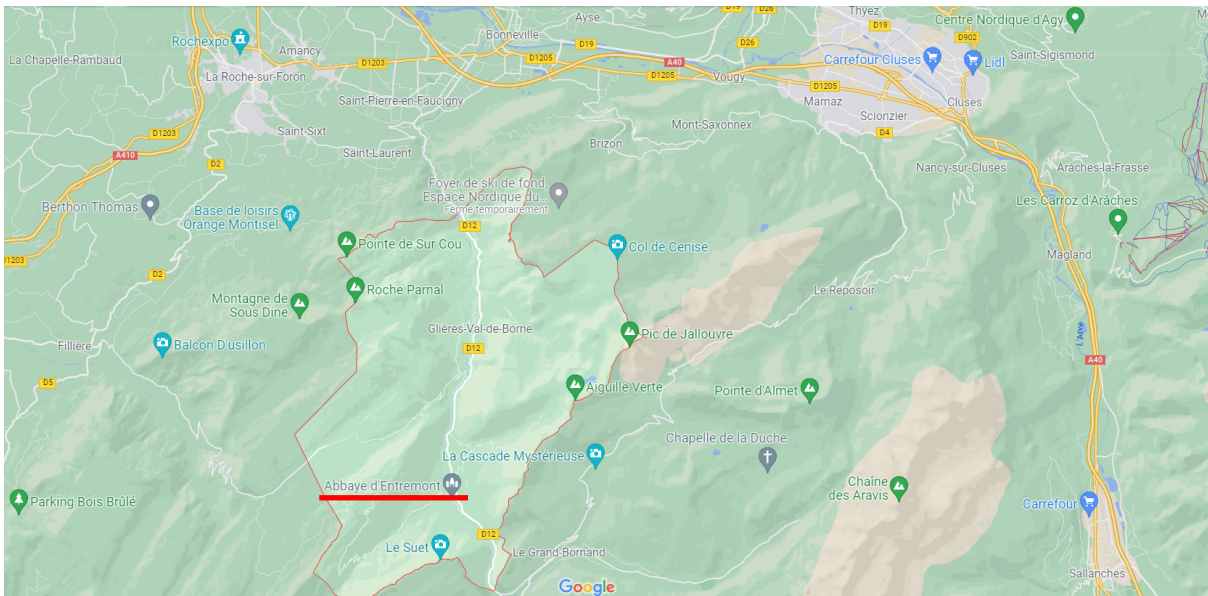 Thyez
D19
D26
Centre Nordique d'Agy
Ayse
Rochexpo
Bonneville
D19
D26
D902
Saint-Sigismond
La Chapelle-Rambaud
Amancy
D1203
D1205
A40
Carrefour Cluses
Lidl
La Roche-sur-Foron
D1205
Vougy
D1205
Saint-Pierre-en-Faucigny
Marnaz
Cluses
Scionzier
D1203
Saint-Sixt
Mont-Saxonnex
D4
A410
D2
Saint-Laurent
Brizon
Nancy-sur-Cluses
Arâches-la-Frasse
Foyer de ski de fond,
Espace Nordique du...
Fermé temporairement
Berthon Thomas
Base de loisirs
Orange Montisel
Les Carroz d'Arâches
D12
Pointe de Sur Cou
Col de Cenise
Magland
D1203
D2
Roche Parnal
Le Reposoir
Montagne de
Sous Dine
Glières-Val-de-Borne
Pic de Jallouvre
L'Arve
Fillière
Balcon D'usillon
D12
A40
D5
Aiguille Verte
Pointe d'Almet
Chapelle de la Duche
La Cascade Mystérieuse
Abbaye d'Entremont
Chaîne
des Aravis
Parking Bois Brûlé
Carrefour
D12
Le Suet
Le Grand-Bornand
Sallanches
Google